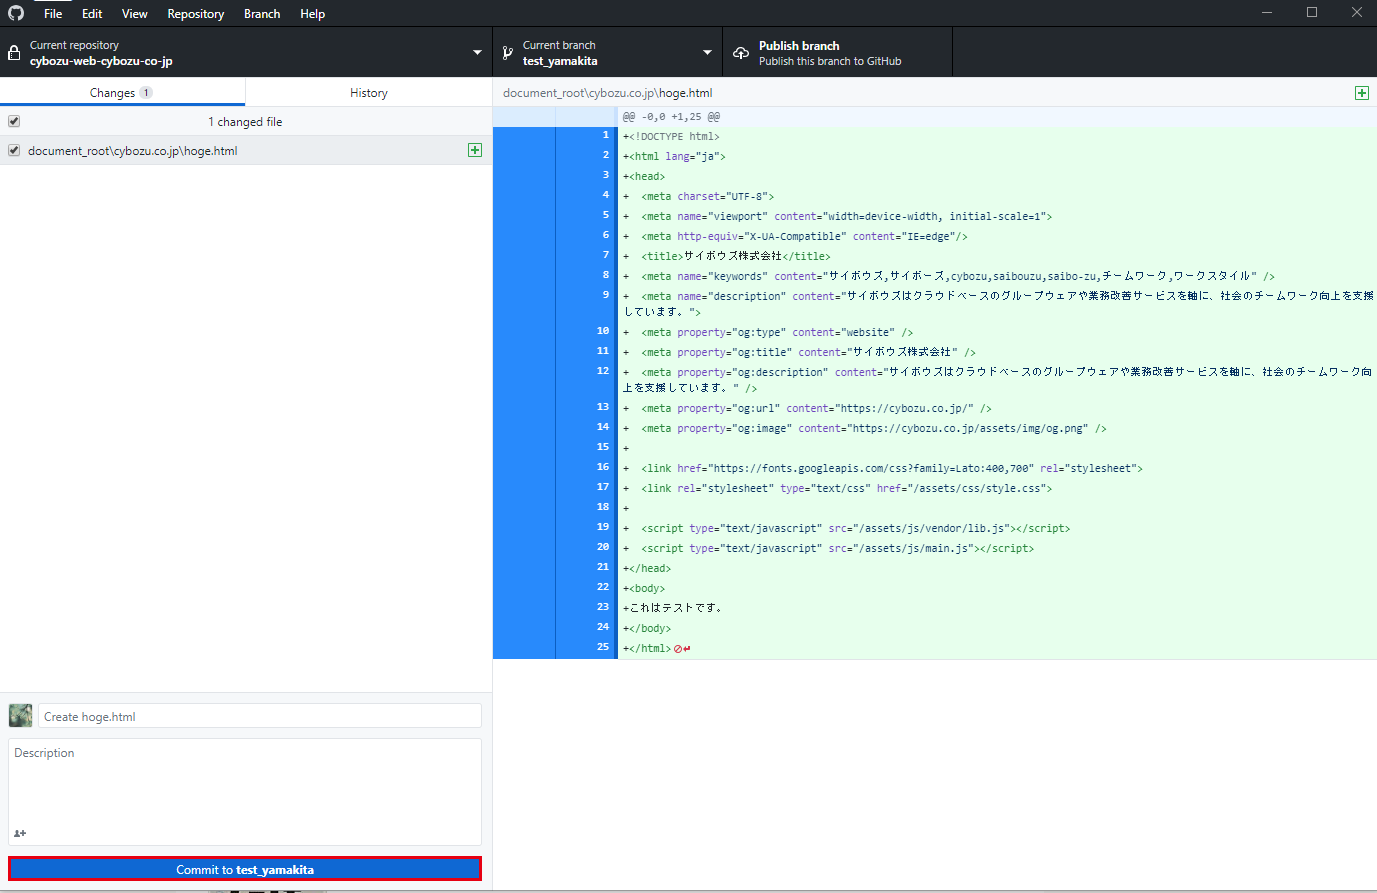 File Edit View Repository Branch Help
Current repository
cybozu-web-cybozu-co-jp
Current branch
test_yamakita
Publish branch
Publish this branch to GitHub
Changes 1
History
1 changed file
document_root\cybozu.co.jp\hoge.html
Create hoge.html
Description
Commit to test_yamakita
document_root\cybozu.co.jp\hoge.html
@@ -0,0 +1,25 @@
1 +<!DOCTYPE html>
2 +<html lang="ja">
3 +<head>
4 +  <meta charset="UTF-8">
5 +  <meta name="viewport" content="width=device-width, initial-scale=1">
6 +  <meta http-equiv="X-UA-Compatible" content="IE=edge"/>
7 +  <title>サイボウズ株式会社</title>
8 +  <meta name="keywords" content="サイボウズ,サイボーズ,cybozu,saibouzu,saibo-zu,チームワーク,ワークスタイル" />
9 +  <meta name="description" content="サイボウズはクラウドベースのグループウェアや業務改善サービスを軸に、社会のチームワーク向上を支援
しています。">
10 +  <meta property="og:type" content="website" />
11 +  <meta property="og:title" content="サイボウズ株式会社" />
12 +  <meta property="og:description" content="サイボウズはクラウドベースのグループウェアや業務改善サービスを軸に、社会のチームワーク向
上を支援しています。" />
13 +  <meta property="og:url" content="https://cybozu.co.jp/" />
14 +  <meta property="og:image" content="https://cybozu.co.jp/assets/img/og.png" />
15 +
16 +  <link href="https://fonts.googleapis.com/css?family=Lato:400,700" rel="stylesheet">
17 +  <link rel="stylesheet" type="text/css" href="/assets/css/style.css">
18 +
19 +  <script type="text/javascript" src="/assets/js/vendor/lib.js"></script>
20 +  <script type="text/javascript" src="/assets/js/main.js"></script>
21 +</head>
22 +<body>
23 +これはテストです。
24 +</body>
25 +</html>